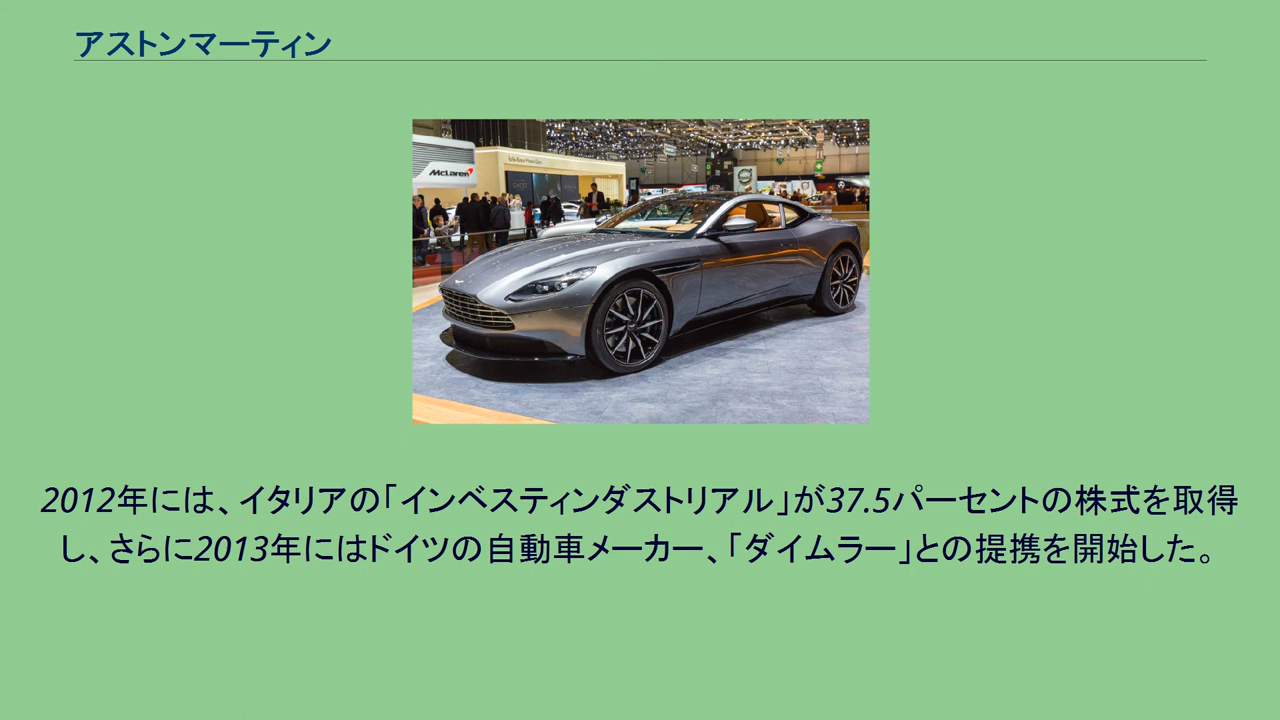 アストンマーティン
McLaren
2012年には、イタリアの「インベスティンダストリアル」が37.5パーセントの株式を取得
し、さらに2013年にはドイツの自動車メーカー、「ダイムラー」との提携を開始した。